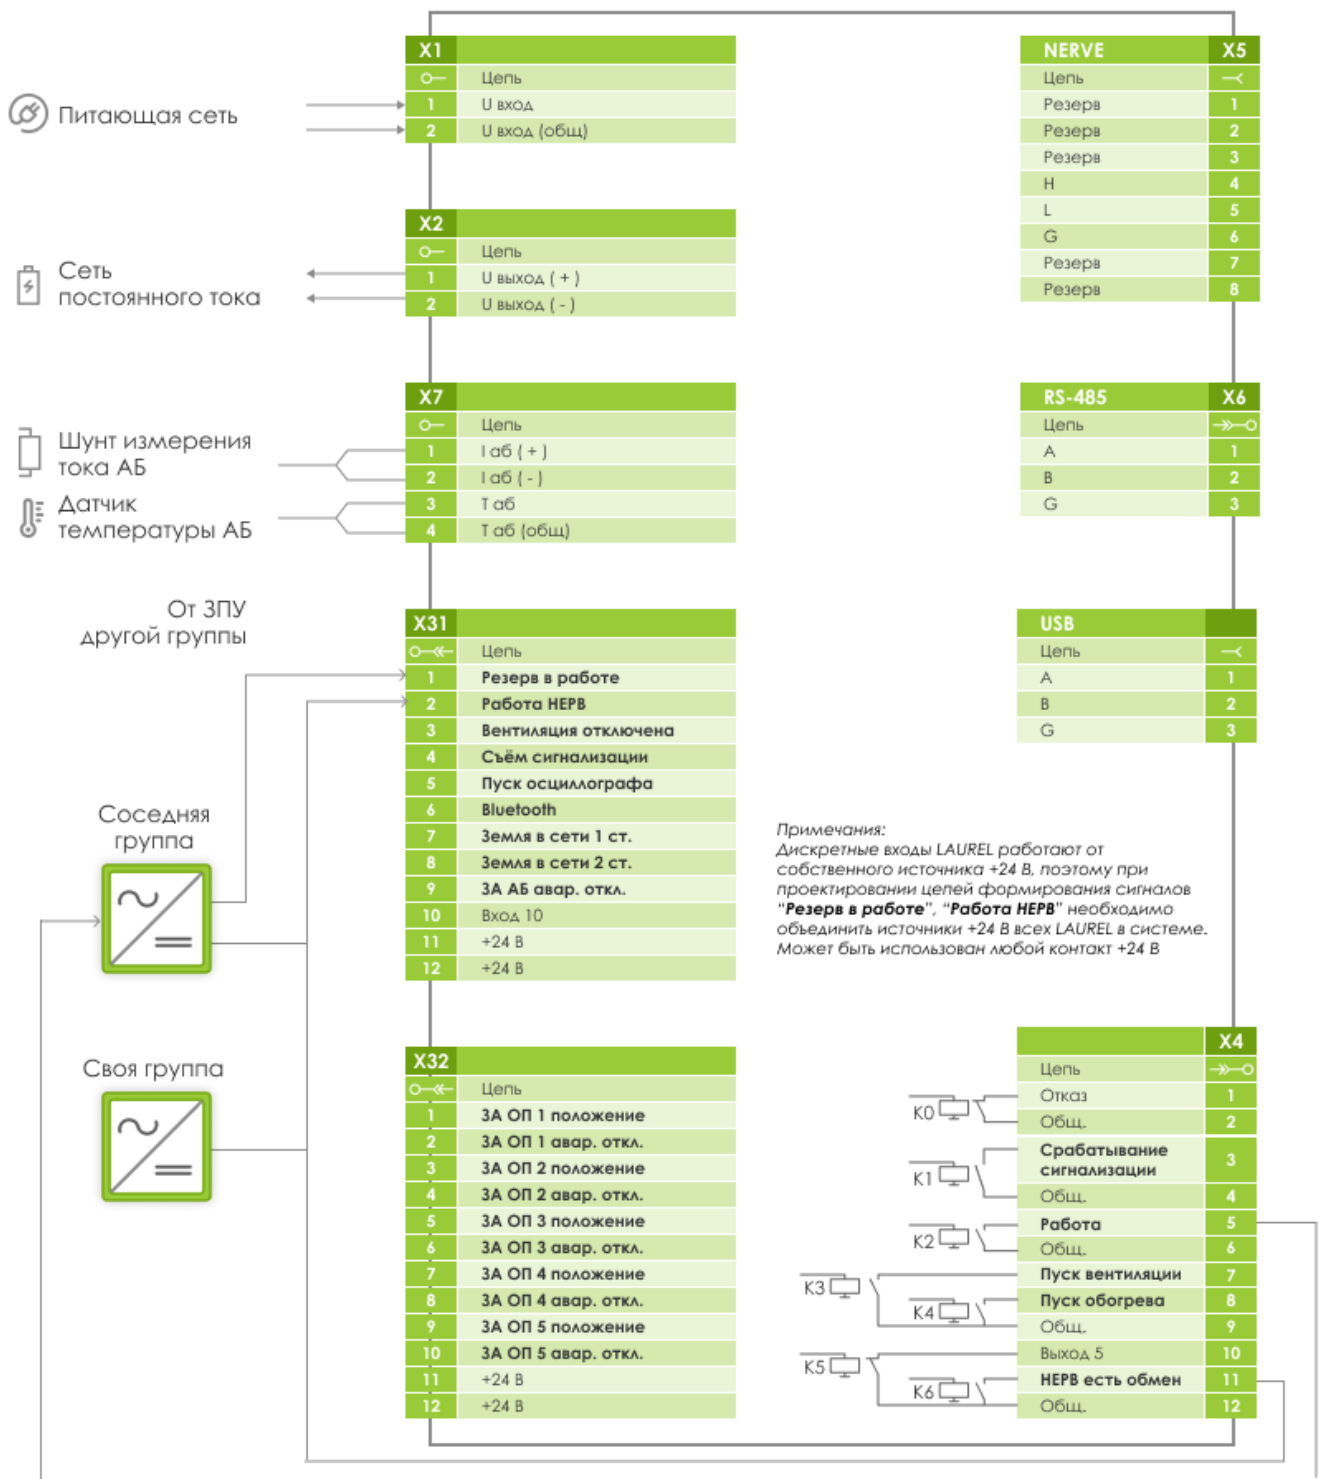 X1
Цепь
1 U вход
2 U вход (общ)
Питающая сеть
X2
Цепь
1 U выход ( + )
2 U выход ( - )
Сеть
постоянного тока
X7
Цепь
1 I аб ( + )
2 I аб ( - )
3 T аб
4 T аб (общ)
Шунт измерения
тока АБ
Датчик
температуры АБ
От ЗПУ
другой группы
X31
Цепь
1 Резерв в работе
2 Работа НЕРВ
3 Вентиляция отключена
4 Съём сигнализации
5 Пуск осциллографа
6 Bluetooth
7 Земля в сети 1 ст.
8 Земля в сети 2 ст.
9 ЗА АБ авар. откл.
10 Вход 10
11 +24 В
12 +24 В
Соседняя
группа
Своя группа
X32
Цепь
1 ЗА ОП 1 положение
2 ЗА ОП 1 авар. откл.
3 ЗА ОП 2 положение
4 ЗА ОП 2 авар. откл.
5 ЗА ОП 3 положение
6 ЗА ОП 3 авар. откл.
7 ЗА ОП 4 положение
8 ЗА ОП 4 авар. откл.
9 ЗА ОП 5 положение
10 ЗА ОП 5 авар. откл.
11 +24 В
12 +24 В
NERVE X5
Цепь
Резерв 1
Резерв 2
Резерв 3
H 4
L 5
G 6
Резерв 7
Резерв 8
RS-485 X6
Цепь
A 1
B 2
G 3
USB
Цепь
A 1
B 2
G 3
Примечания:
Дискретные входы LAUREL работают от
собственного источника +24 В, поэтому при
проектировании цепей формирования сигналов
“Резерв в работе”, “Работа НЕРВ” необходимо
объединить источники +24 В всех LAUREL в системе.
Может быть использован любой контакт +24 В
X4
Цепь
Отказ 1
K0
Общ. 2
Срабатывание
сигнализации 3
K1
Общ. 4
Работа 5
K2
Общ. 6
Пуск вентиляции 7
K3
Пуск обогрева 8
K4
Общ. 9
Выход 5 10
K5
НЕРВ есть обмен 11
K6
Общ. 12